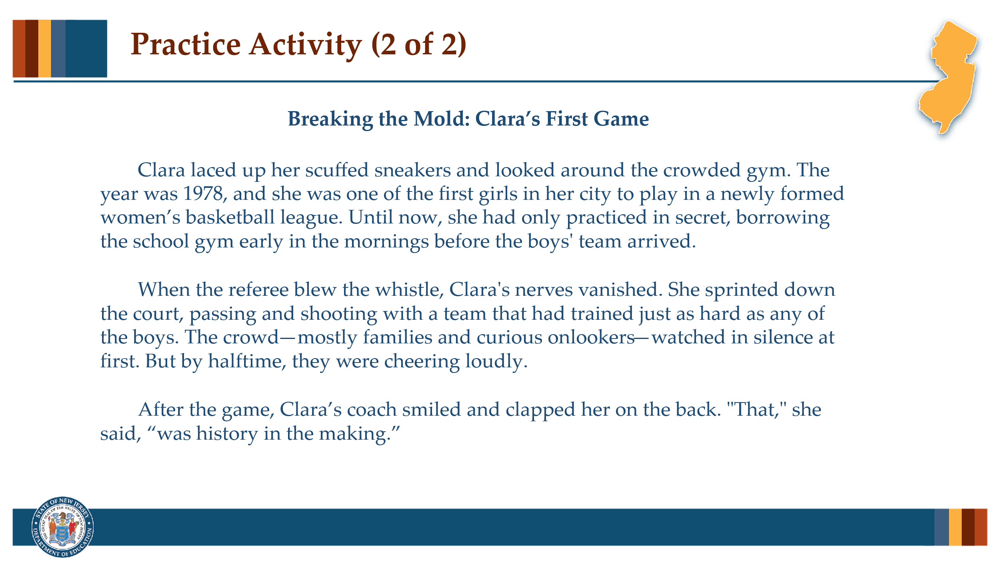 Practice Activity (2 of 2)
Breaking the Mold: Clara’s First Game
Clara laced up her scuffed sneakers and looked around the crowded gym. The
year was 1978, and she was one of the first girls in her city to play in a newly formed
women’s basketball league. Until now, she had only practiced in secret, borrowing
the school gym early in the mornings before the boys' team arrived.
When the referee blew the whistle, Clara's nerves vanished. She sprinted down
the court, passing and shooting with a team that had trained just as hard as any of
the boys. The crowd—mostly families and curious onlookers—watched in silence at
first. But by halftime, they were cheering loudly.
After the game, Clara’s coach smiled and clapped her on the back. "That," she
said, “was history in the making.”
STATE OF NEW JERSEY
THE GREAT SEAL OF THE STATE OF NEW JERSEY
DEPARTMENT OF EDUCATION